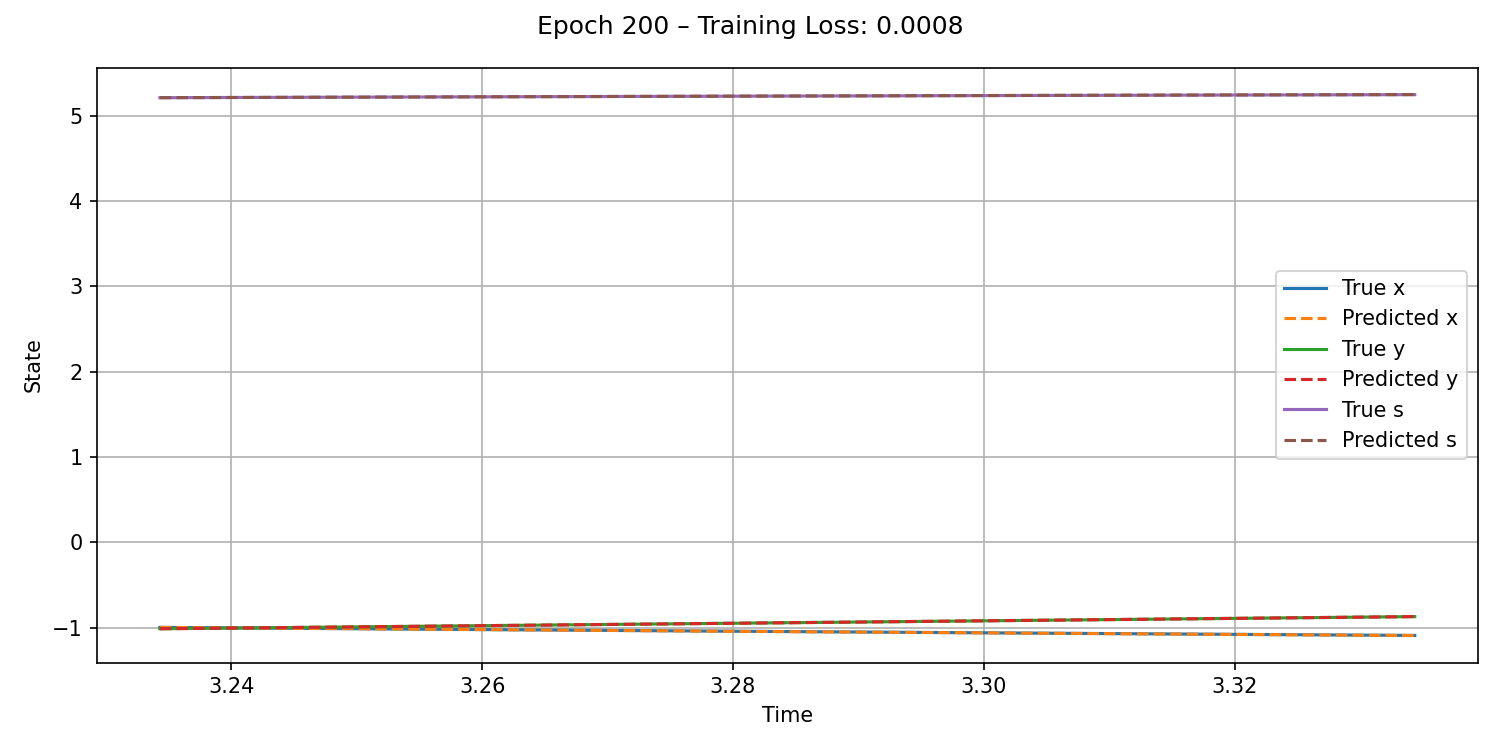 Epoch 200 – Training Loss: 0.0008
State
5
4
3
2
1
0
−1
True x
Predicted x
True y
Predicted y
True s
Predicted s
3.24 3.26 3.28 3.30 3.32
Time